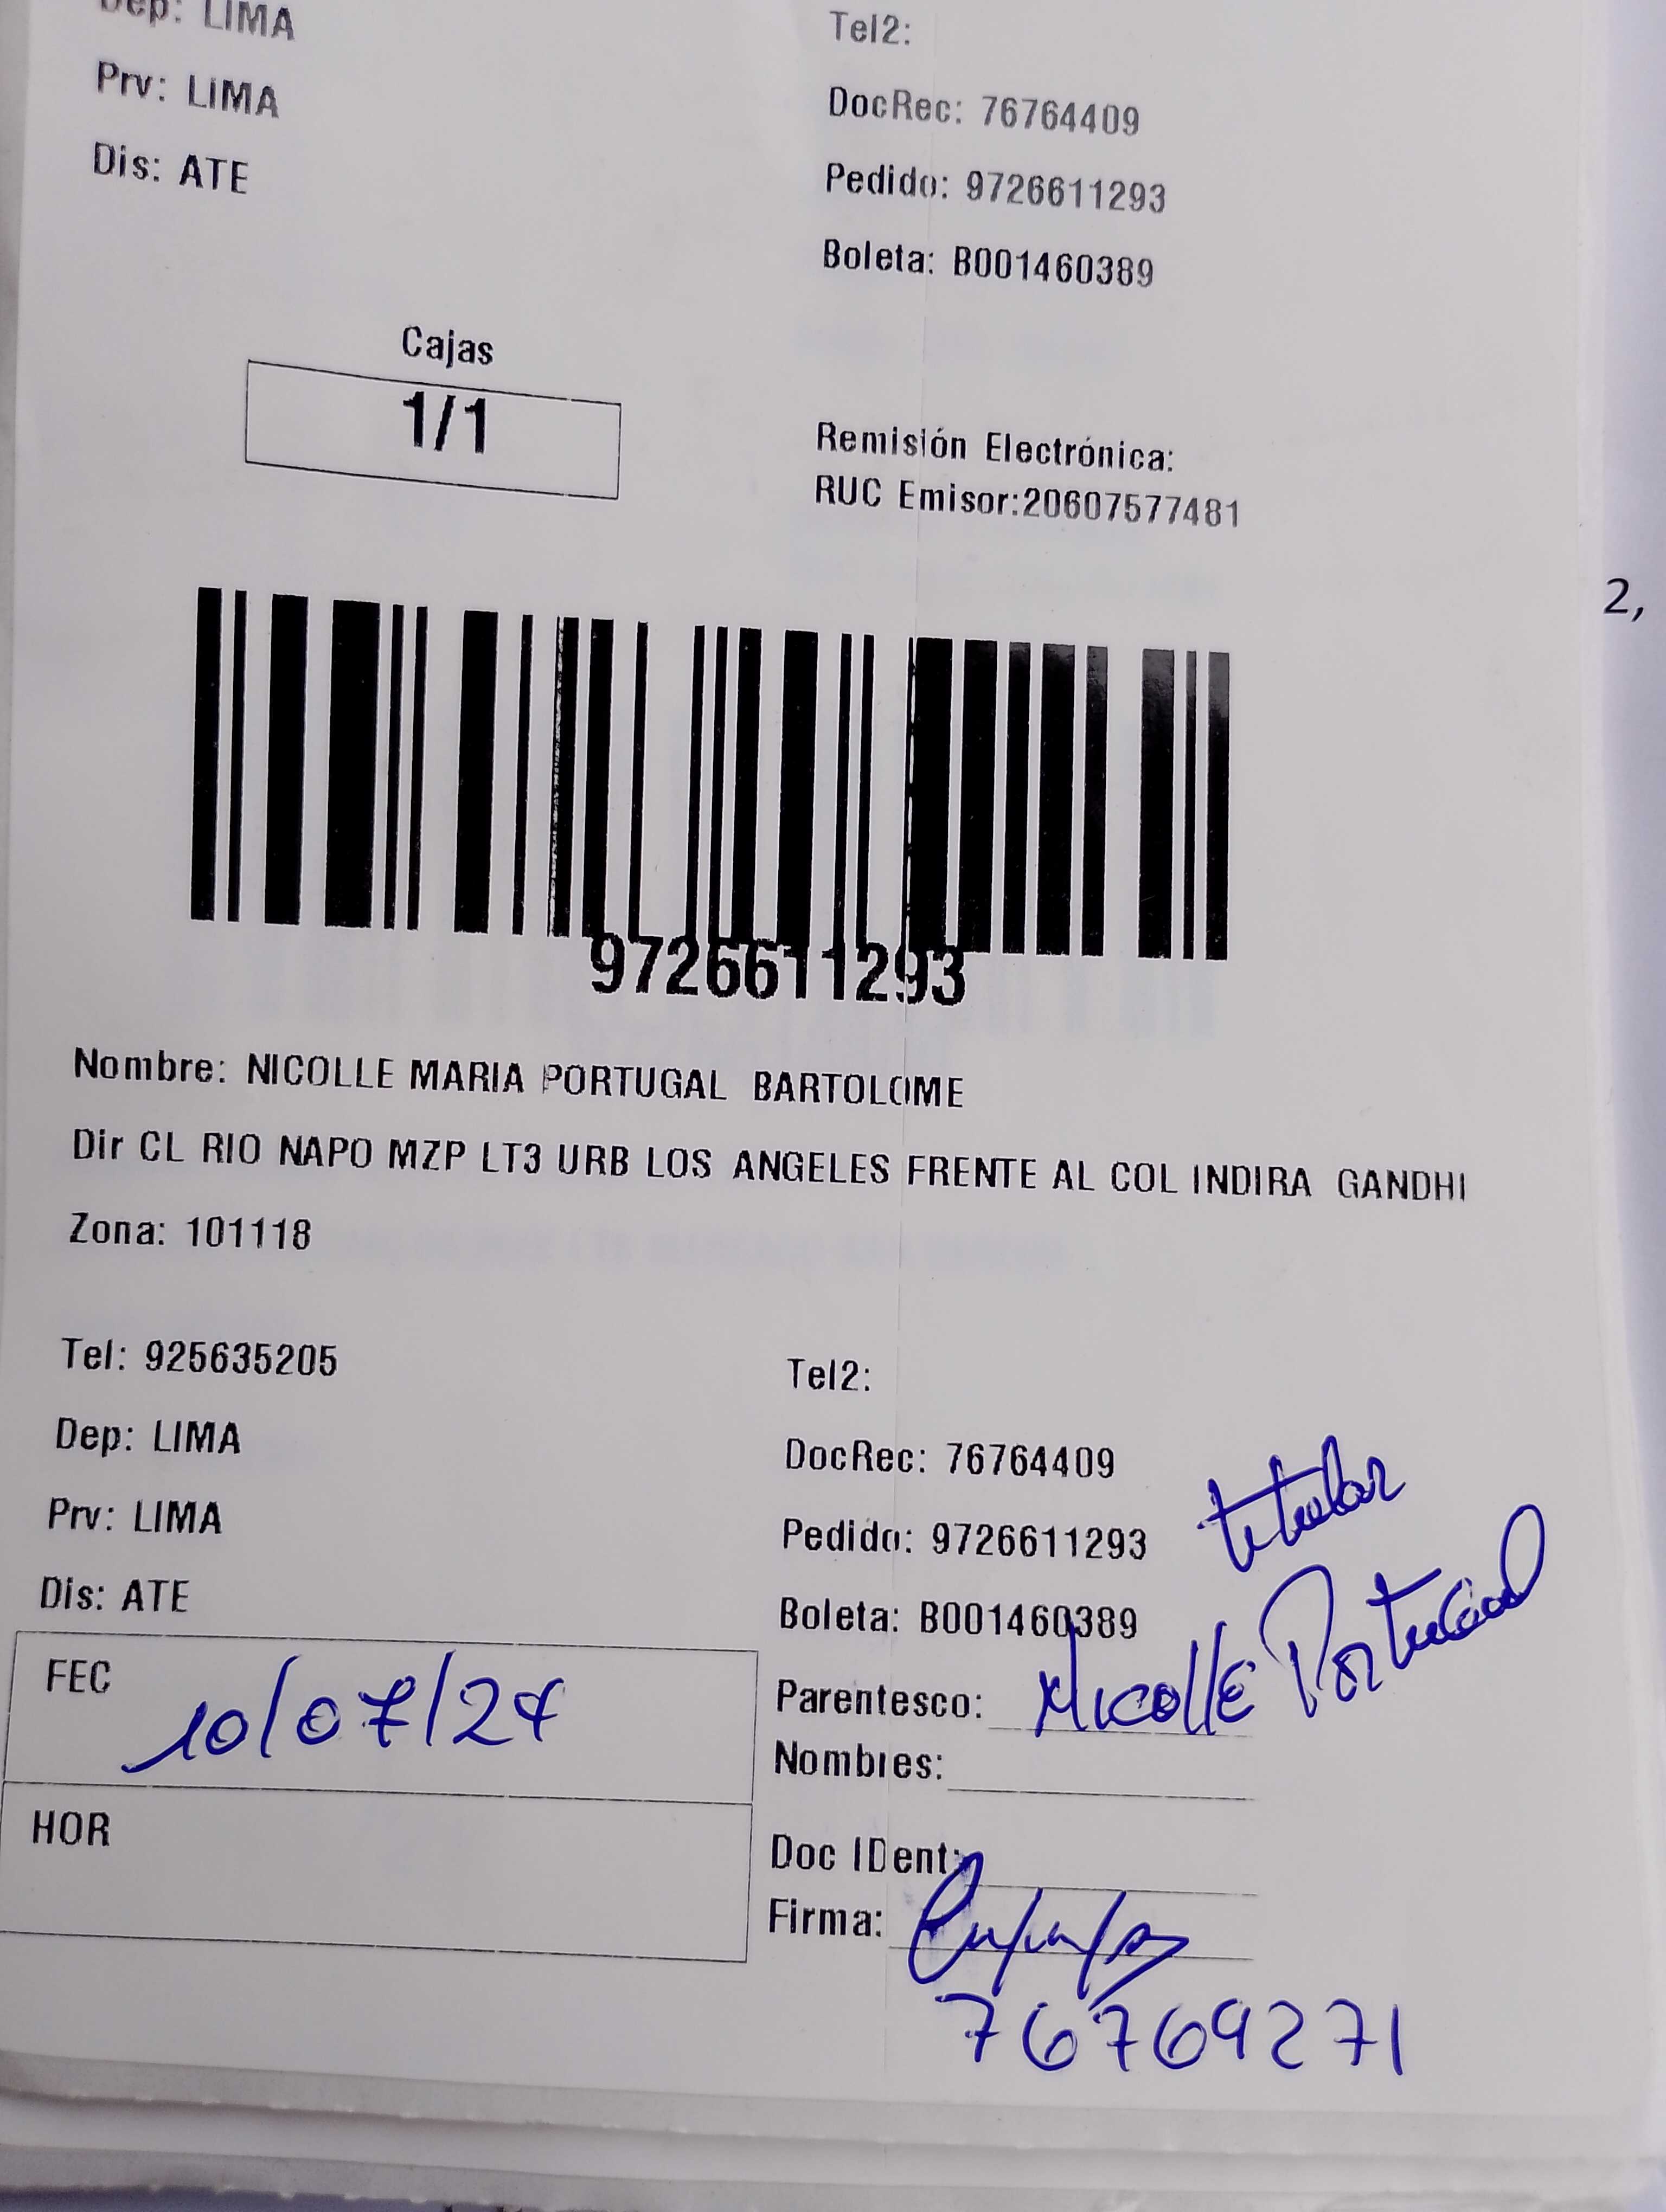 Dep: LIMA
Tel2:
Prv: LIMA
DocRec: 76764409
Dis: ATE
Pedido: 9726611293
Boleta: B001460389
Cajas
1/1
Remisión Electrónica:
RUC Emisor:20607577481
2,
9726611293
Nombre: NICOLLE MARIA PORTUGAL BARTOLOME
Dir CL RIO NAPO MZP LT3 URB LOS ANGELES FRENTE AL COL INDIRA GANDHI
Zona: 101118
Tel: 925635205
Tel2:
Dep: LIMA
DocRec: 76764409
titular
Prv: LIMA
Pedido: 9726611293
Dis: ATE
Boleta: B001460389
FEC 10/07/24
Parentesco: Nicolle Portugal
Nombres:
HOR
Doc IDent:
Firma:
76769271